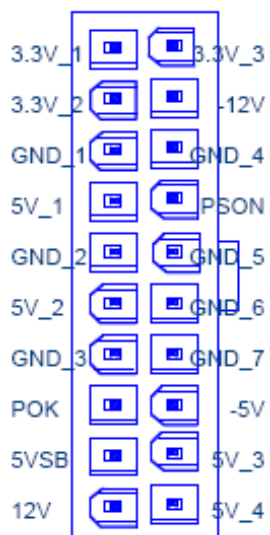 3.3V_1 3.3V_3
3.3V_2 -12V
GND_1 GND_4
5V_1 PSON
GND_2 GND_5
5V_2 GND_6
GND_3 GND_7
POK -5V
5VSB 5V_3
12V 5V_4